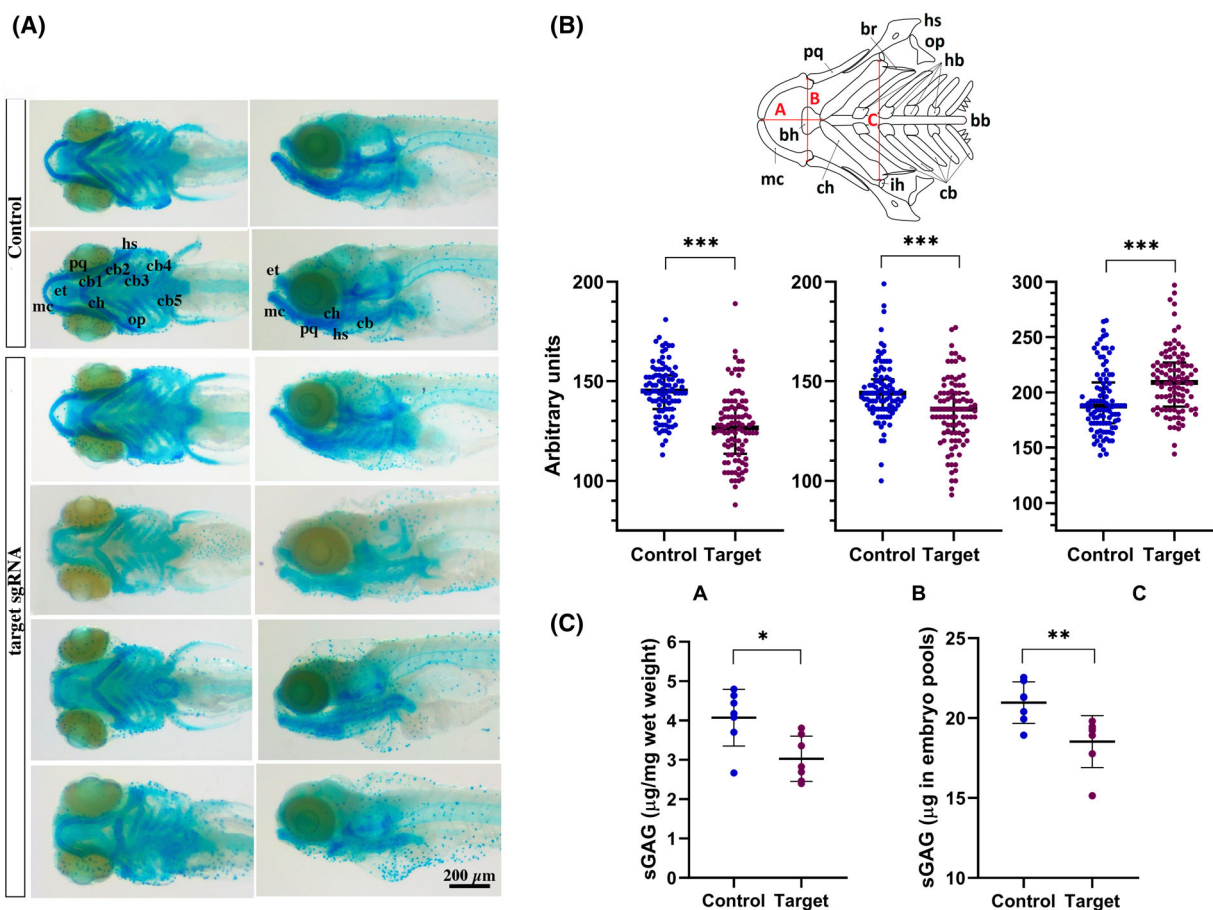 (A)
Control
target sgRNA
hs
pq
cb2
cb4
et
cb1
cb3
mc
ch
cb5
op
et
mc
ch
pq
cb
hs
200 µm
(B)
br
hs
op
pq
hb
A
B
C
bh
bb
mc
ch
ih
cb
***
***
***
Arbitrary units
200
150
100
Control Target
A
200
150
100
Control Target
B
300
250
200
150
100
Control Target
C
(C)
sGAG (µg/mg wet weight)
6
5
4
3
2
1
0
*
Control Target
sGAG (µg in embryo pools)
25
20
15
10
**
Control Target